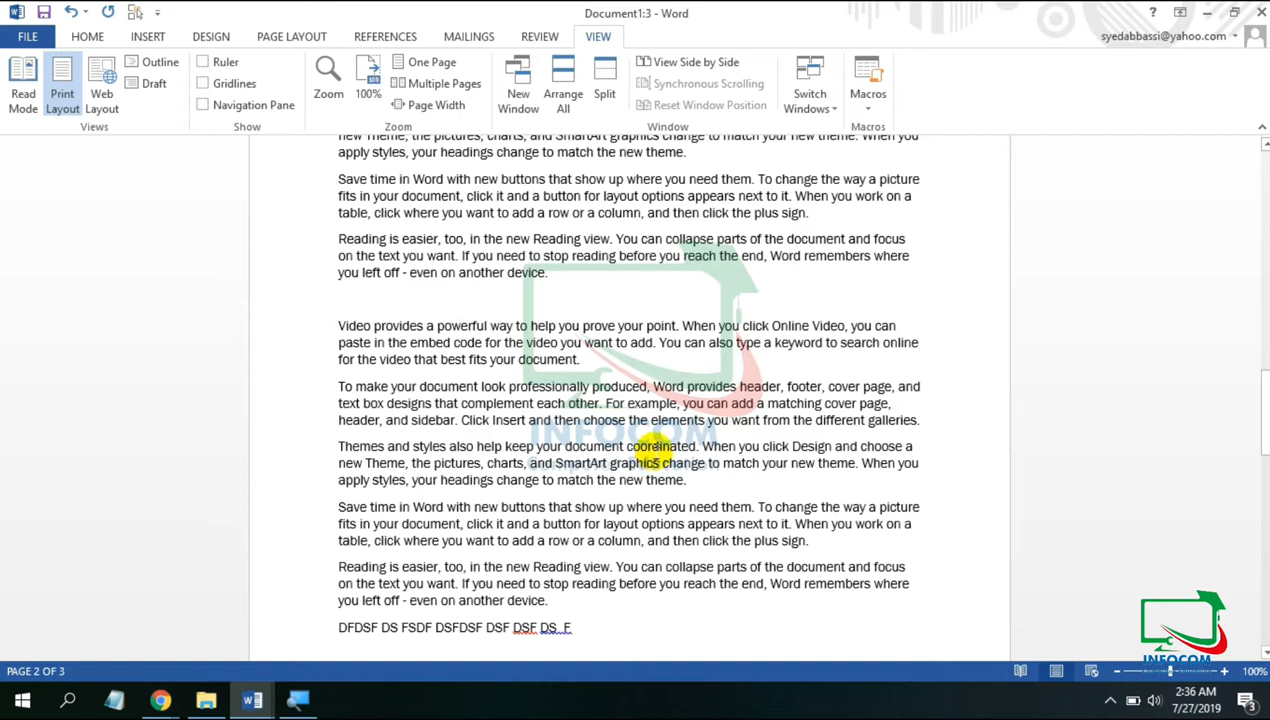 Document1:3 - Word
FILE HOME INSERT DESIGN PAGE LAYOUT REFERENCES MAILINGS REVIEW VIEW syedabbassi@yahoo.com
Read Mode
Print Layout
Web Layout
Outline
Draft
Views
Ruler
Gridlines
Navigation Pane
Show
Zoom
100%
One Page
Multiple Pages
Page Width
Zoom
New Window
Arrange All
Split
View Side by Side
Synchronous Scrolling
Reset Window Position
Switch Windows
Window
Macros
Macros
new Theme, the pictures, charts, and SmartArt graphics change to match your new theme. When you
apply styles, your headings change to match the new theme.
Save time in Word with new buttons that show up where you need them. To change the way a picture
fits in your document, click it and a button for layout options appears next to it. When you work on a
table, click where you want to add a row or a column, and then click the plus sign.
Reading is easier, too, in the new Reading view. You can collapse parts of the document and focus
on the text you want. If you need to stop reading before you reach the end, Word remembers where
you left off - even on another device.
Video provides a powerful way to help you prove your point. When you click Online Video, you can
paste in the embed code for the video you want to add. You can also type a keyword to search online
for the video that best fits your document.
To make your document look professionally produced, Word provides header, footer, cover page, and
text box designs that complement each other. For example, you can add a matching cover page,
header, and sidebar. Click Insert and then choose the elements you want from the different galleries.
INFOCOM
Themes and styles also help keep your document coordinated. When you click Design and choose a
new Theme, the pictures, charts, and SmartArt graphics change to match your new theme. When you
apply styles, your headings change to match the new theme.
Save time in Word with new buttons that show up where you need them. To change the way a picture
fits in your document, click it and a button for layout options appears next to it. When you work on a
table, click where you want to add a row or a column, and then click the plus sign.
Reading is easier, too, in the new Reading view. You can collapse parts of the document and focus
on the text you want. If you need to stop reading before you reach the end, Word remembers where
you left off - even on another device.
DFDSF DS FSDF DSFDSF DSF DSF DS F
INFOCOM
PAGE 2 OF 3
100%
2:36 AM
7/27/2019
3